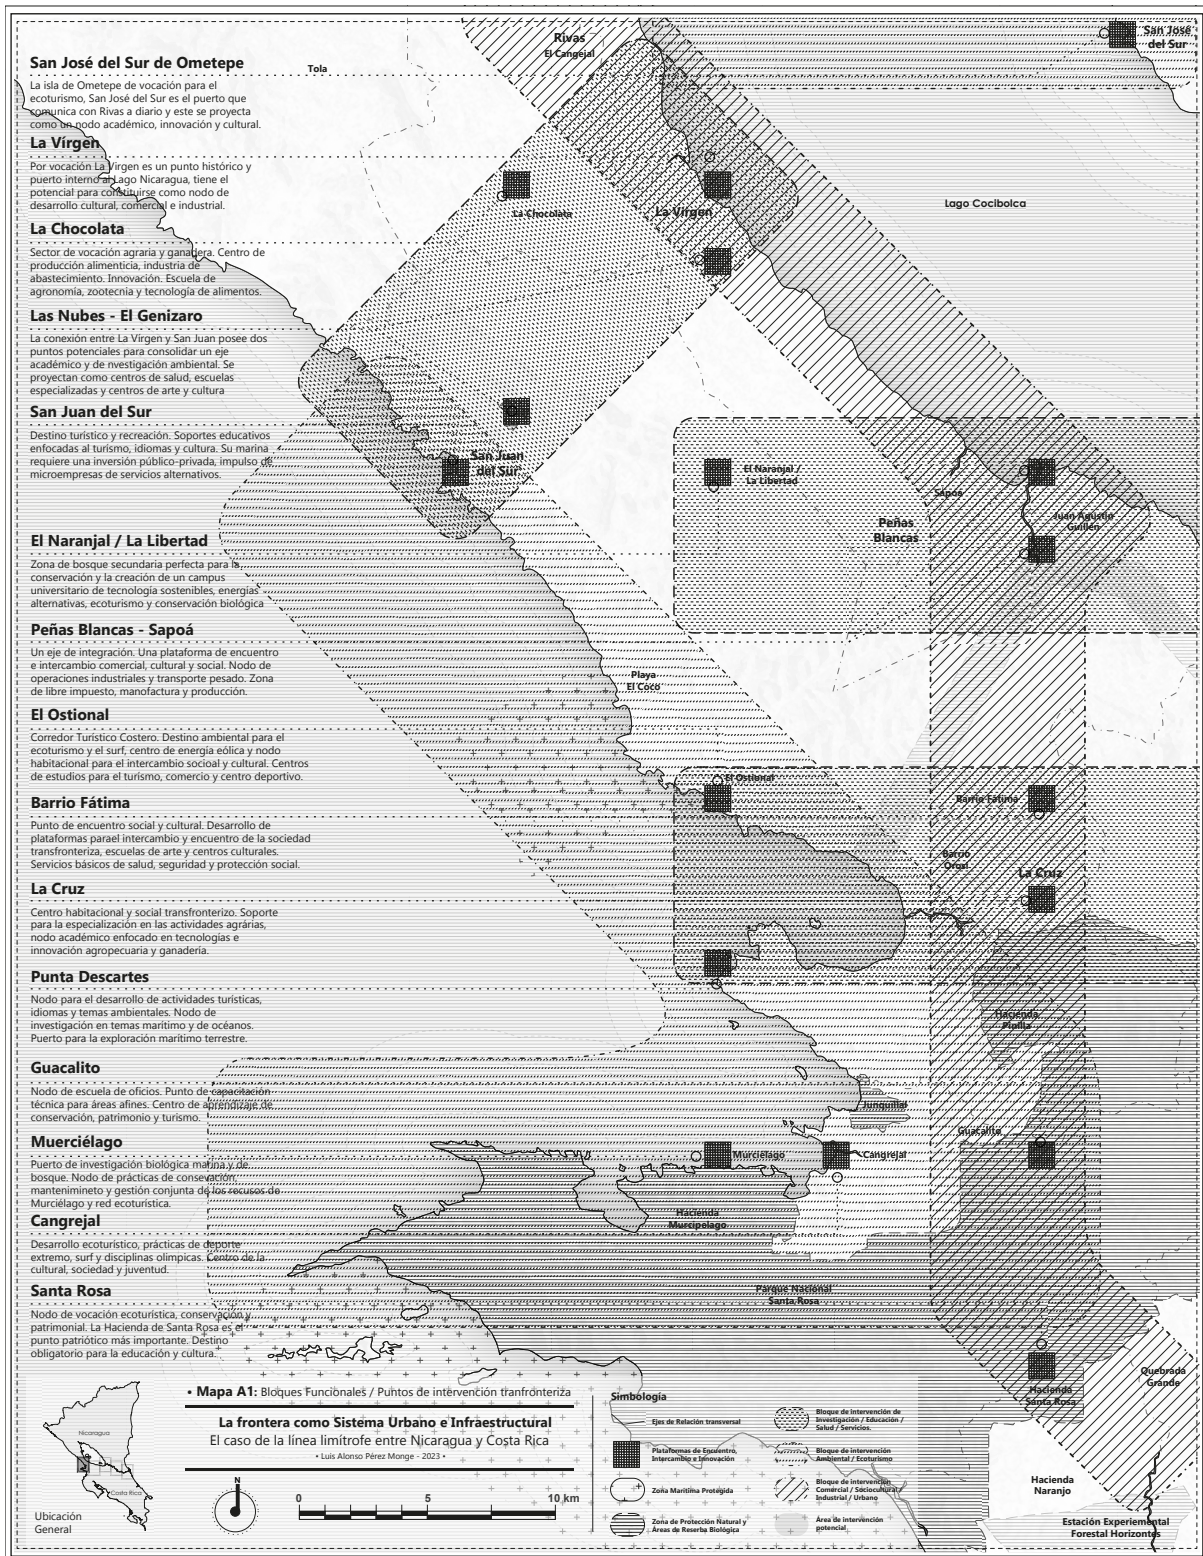 San José del Sur de Ometepe
La isla de Ometepe de vocación para el
ecoturismo, San José del Sur es el puerto que
comunica con Rivas a diario y este se proyecta
como un nodo académico, innovación y cultural.
La Vírgen
Por vocación La Virgen es un punto histórico y
puerto interno al Lago Nicaragua, tiene el
potencial para constituirse como nodo de
desarrollo cultural, comercial e industrial.
La Chocolata
Sector de vocación agraria y ganadera. Centro de
producción alimenticia, industria de
abastecimiento. Innovación. Escuela de
agronomía, zootecnia y tecnología de alimentos.
Las Nubes - El Genizaro
La conexión entre La Vírgen y San Juan posee dos
puntos potenciales para consolidar un eje
académico y de nvestigación ambiental. Se
proyectan como centros de salud, escuelas
especializadas y centros de arte y cultura
San Juan del Sur
Destino turístico y recreación. Soportes educativos
enfocadas al turismo, idiomas y cultura. Su marina
requiere una inversión público-privada, impulso de
microempresas de servicios alternativos.
El Naranjal / La Libertad
Zona de bosque secundaria perfecta para la
conservación y la creación de un campus
universitario de tecnología sostenibles, energías
alternativas, ecoturismo y conservación biológica
Peñas Blancas - Sapoá
Un eje de integración. Una plataforma de encuentro
e intercambio comercial, cultural y social. Nodo de
operaciones industriales y transporte pesado. Zona
de libre impuesto, manufactura y producción.
El Ostional
Corredor Turístico Costero. Destino ambiental para el
ecoturismo y el surf, centro de energía eólica y nodo
habitacional para el intercambio socioal y cultural. Centros
de estudios para el turismo, comercio y centro deportivo.
Barrio Fátima
Punto de encuentro social y cultural. Desarrollo de
plataformas parael intercambio y encuentro de la sociedad
transfronteriza, escuelas de arte y centros culturales.
Servicios básicos de salud, seguridad y protección social.
La Cruz
Centro habitacional y social transfronterizo. Soporte
para la especialización en las actividades agrárias,
nodo académico enfocado en tecnologías e
innovación agropecuaria y ganadería.
Punta Descartes
Nodo para el desarrollo de actividades turísticas,
idiomas y temas ambientales. Nodo de
investigación en temas marítimo y de océanos.
Puerto para la exploración marítimo terrestre.
Guacalito
Nodo de escuela de oficios. Punto de capacitación
técnica para áreas afines. Centro de aprendizaje de
conservación, patrimonio y turismo.
Muerciélago
Puerto de investigación biológica marina y de
bosque. Nodo de prácticas de consevación,
mantenimineto y gestión conjunta de los recusos de
Murciélago y red ecoturística.
Cangrejal
Desarrollo ecoturístico, prácticas de deporte
extremo, surf y disciplinas olimpicas. Centro de la
cultural, sociedad y juventud.
Santa Rosa
Nodo de vocación ecoturística, conservación y
patrimonial. La Hacienda de Santa Rosa es el
punto patriótico más importante. Destino
obligatorio para la educación y cultura.
Tola
Rivas
El Cangejal
San José
del Sur
La Chocolata
La Vírgen
Lago Cocibolca
San Juan
del Sur
El Naranjal /
La Libertad
Sapoá
Peñas
Blancas
Juan Agustín
Guillén
Playa
El Coco
El Ostional
Barrio Fátima
Barrio
Orosi
La Cruz
Hacienda
Pinilla
Junquillal
Guacalito
Murciélago
Cangrejal
Hacienda
Murcipelago
Parque Nacional
Santa Rosa
Hacienda
Santa Rosa
Quebrada
Grande
Hacienda
Naranjo
Estación Experiemental
Forestal Horizontes
Nicaragua
Costa Rica
Ubicación
General
• Mapa A1: Bloques Funcionales / Puntos de intervención tranfronteriza
La frontera como Sistema Urbano e Infraestructural
El caso de la línea limítrofe entre Nicaragua y Costa Rica
• Luis Alonso Pérez Monge - 2023 •
N
0 5 10 km
Simbología
Ejes de Relación transversal
Plataformas de Encuentro,
Intercambio e Innovación
Zona Marítima Protegida
Zona de Protección Natural y
Áreas de Reserba Biológica
Bloque de intervención de
Investigación / Educación /
Salud / Servicios.
Bloque de intervención
Ambiental / Ecoturismo
Bloque de intervención
Comercial / Sociocultural /
Industrial / Urbano
Área de intervención
potencial